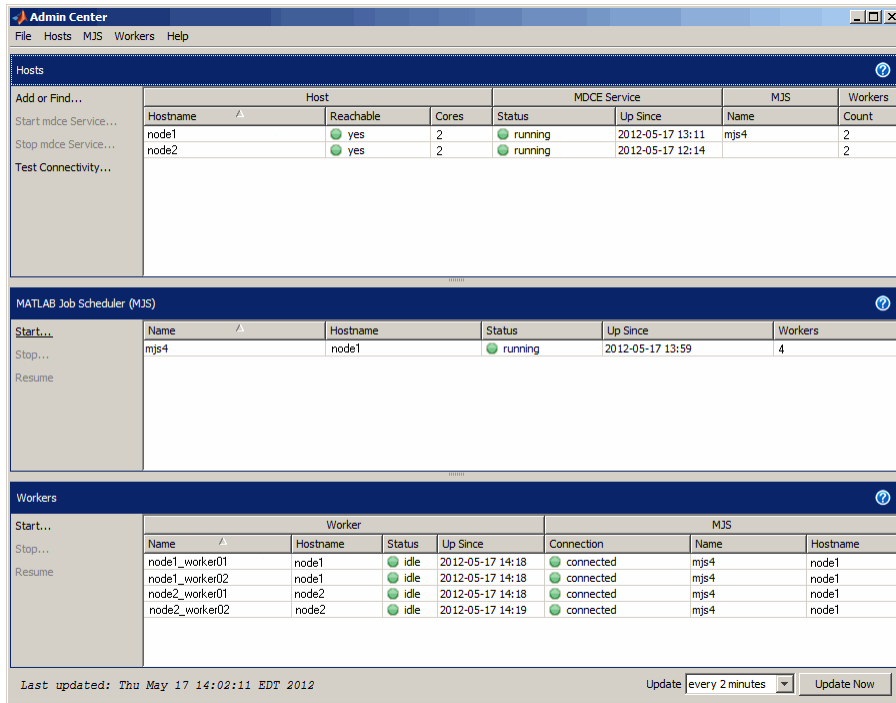 Admin Center
File Hosts MJS Workers Help
Hosts
Add or Find...
Start mdce Service...
Stop mdce Service...
Test Connectivity...
Host MDCE Service MJS Workers
Hostname Reachable Cores Status Up Since Name Count
node1 yes 2 running 2012-05-17 13:11 mjs4 2
node2 yes 2 running 2012-05-17 12:14 2
MATLAB Job Scheduler (MJS)
Start...
Stop...
Resume
Name Hostname Status Up Since Workers
mjs4 node1 running 2012-05-17 13:59 4
Workers
Start...
Stop...
Resume
Worker MJS
Name Hostname Status Up Since Connection Name Hostname
node1_worker01 node1 idle 2012-05-17 14:18 connected mjs4 node1
node1_worker02 node1 idle 2012-05-17 14:18 connected mjs4 node1
node2_worker01 node2 idle 2012-05-17 14:18 connected mjs4 node1
node2_worker02 node2 idle 2012-05-17 14:19 connected mjs4 node1
Last updated: Thu May 17 14:02:11 EDT 2012
Update every 2 minutes Update Now